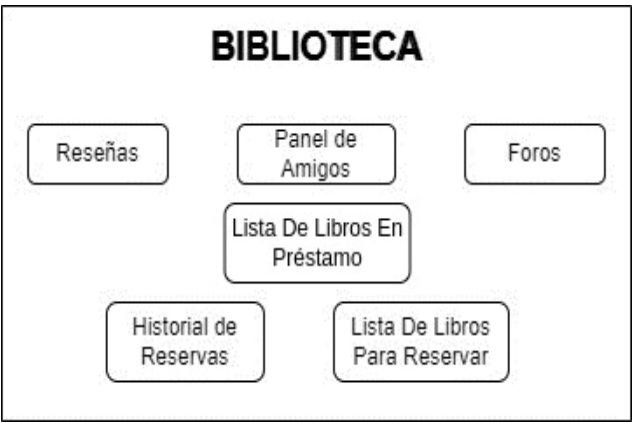 BIBLIOTECA
Reseñas
Panel de
Amigos
Foros
Lista De Libros En
Préstamo
Historial de
Reservas
Lista De Libros
Para Reservar